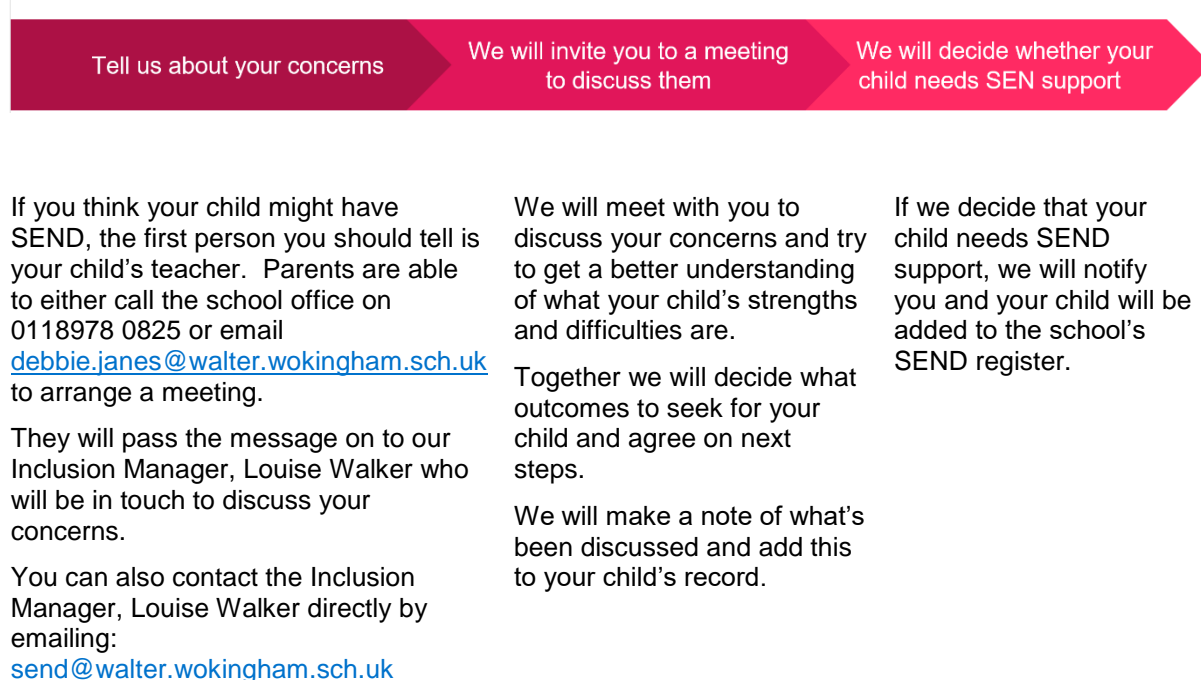 Tell us about your concerns
We will invite you to a meeting
to discuss them
We will decide whether your
child needs SEN support
If you think your child might have
SEND, the first person you should tell is
your child’s teacher.  Parents are able
to either call the school office on
0118978 0825 or email
debbie.janes@walter.wokingham.sch.uk
to arrange a meeting.
They will pass the message on to our
Inclusion Manager, Louise Walker who
will be in touch to discuss your
concerns.
You can also contact the Inclusion
Manager, Louise Walker directly by
emailing:
send@walter.wokingham.sch.uk
We will meet with you to
discuss your concerns and try
to get a better understanding
of what your child’s strengths
and difficulties are.
Together we will decide what
outcomes to seek for your
child and agree on next
steps.
We will make a note of what’s
been discussed and add this
to your child’s record.
If we decide that your
child needs SEND
support, we will notify
you and your child will be
added to the school’s
SEND register.